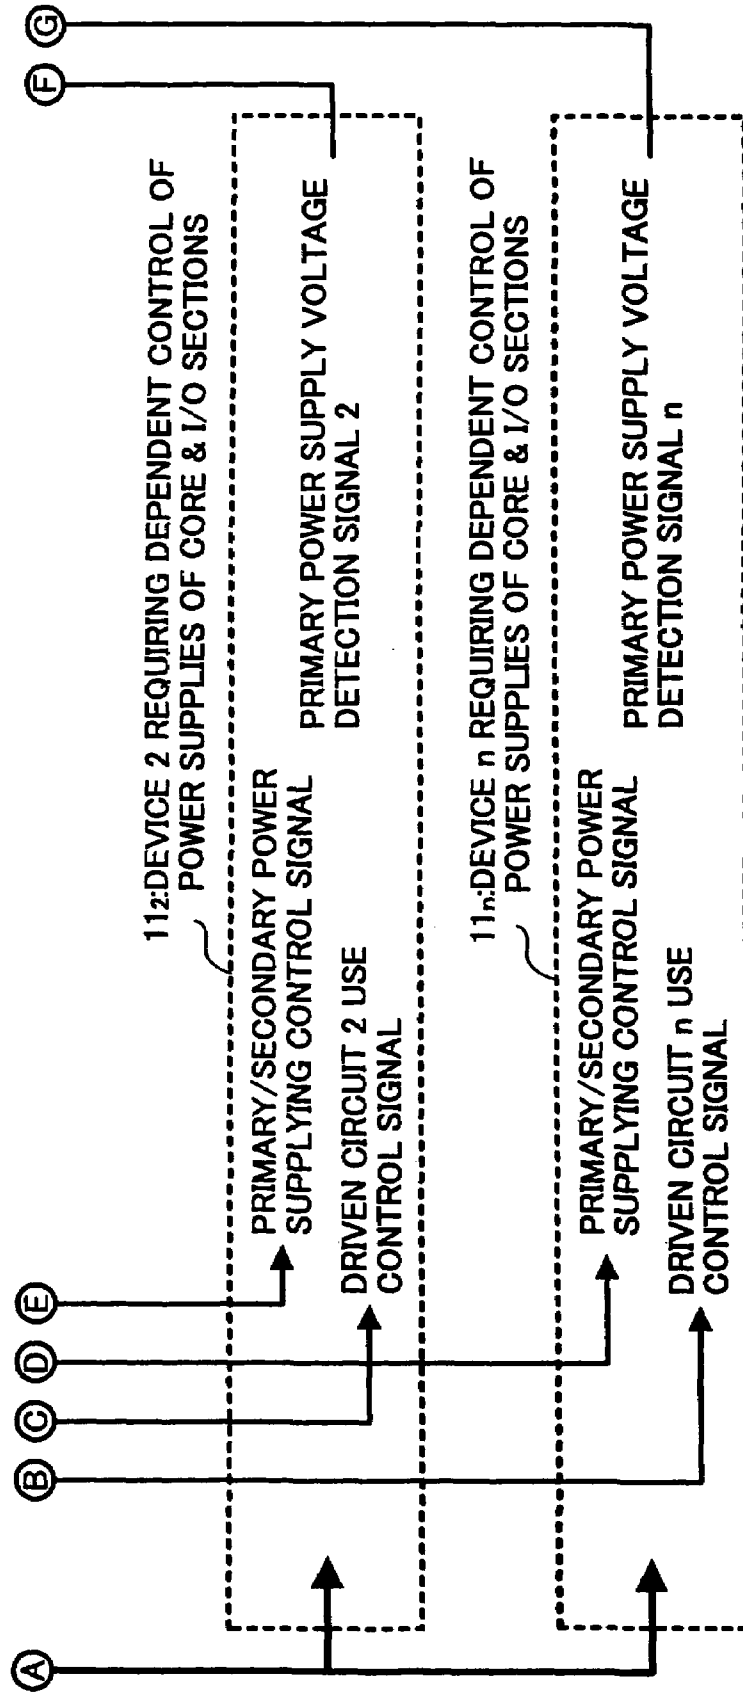 A
B
C
D
E
F
G
11₂:DEVICE 2 REQUIRING DEPENDENT CONTROL OF
POWER SUPPLIES OF CORE & I/O SECTIONS
PRIMARY/SECONDARY POWER
SUPPLYING CONTROL SIGNAL
DRIVEN CIRCUIT 2 USE
CONTROL SIGNAL
PRIMARY POWER SUPPLY VOLTAGE
DETECTION SIGNAL 2
11ₙ:DEVICE n REQUIRING DEPENDENT CONTROL OF
POWER SUPPLIES OF CORE & I/O SECTIONS
PRIMARY/SECONDARY POWER
SUPPLYING CONTROL SIGNAL
DRIVEN CIRCUIT n USE
CONTROL SIGNAL
PRIMARY POWER SUPPLY VOLTAGE
DETECTION SIGNAL n